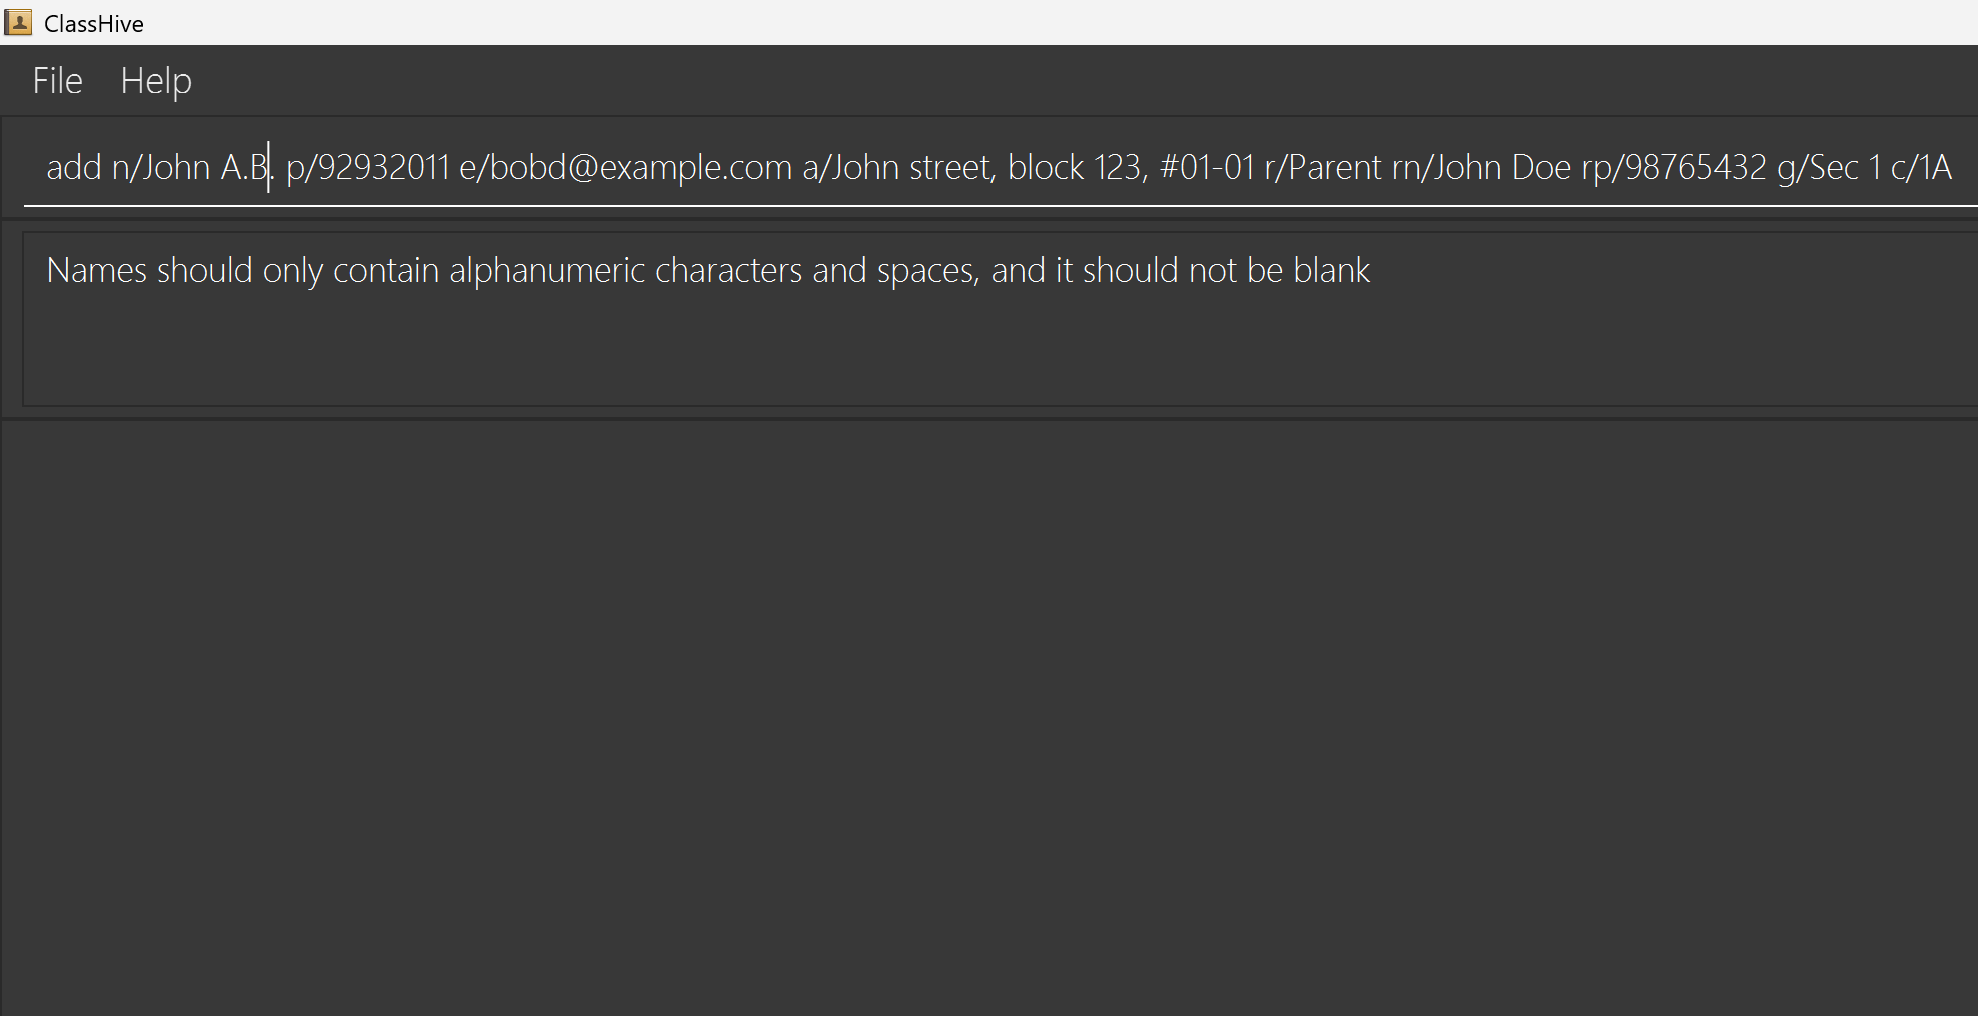 ClassHive
File Help
add n/John A.B. p/92932011 e/bobd@example.com a/John street, block 123, #01-01 r/Parent rn/John Doe rp/98765432 g/Sec 1 c/1A
Names should only contain alphanumeric characters and spaces, and it should not be blank